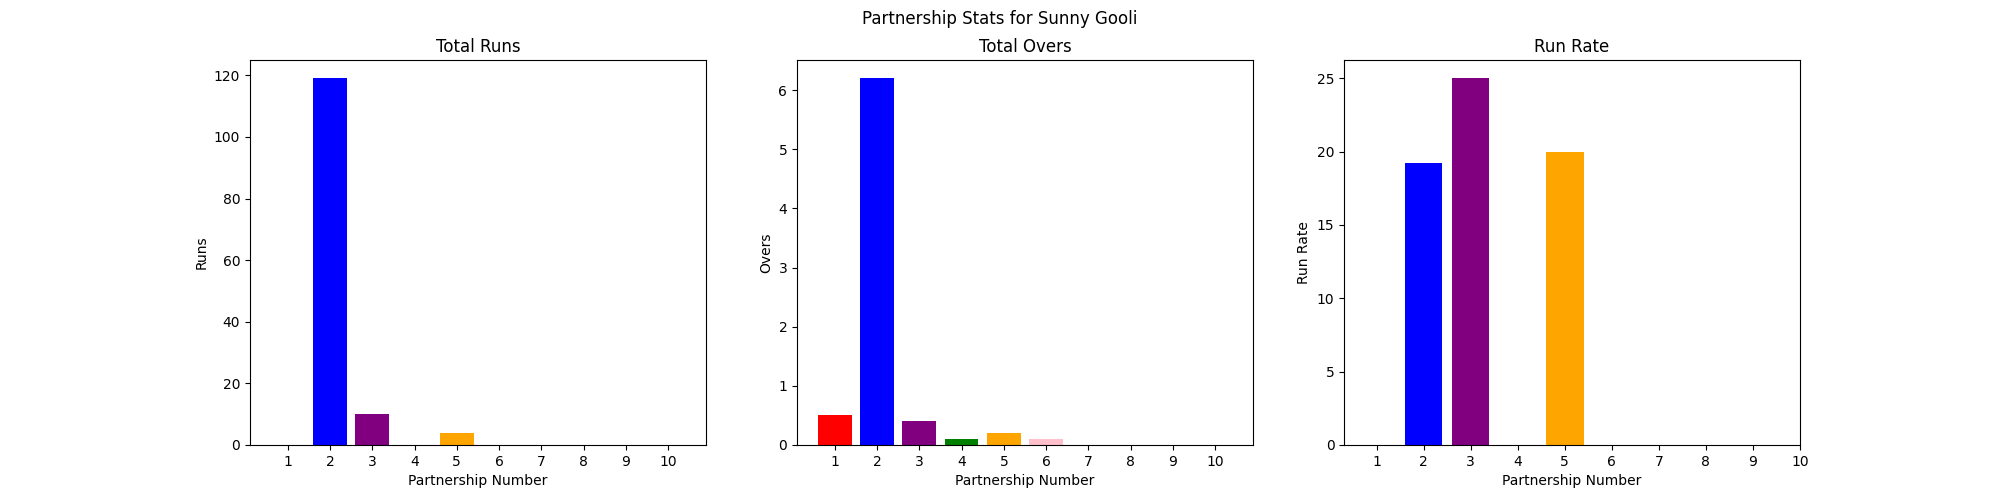 Partnership Stats for Sunny Gooli
Total Runs
120
100
80
60
40
20
0
Runs
1 2 3 4 5 6 7 8 9 10
Partnership Number
Total Overs
6
5
4
3
2
1
0
Overs
1 2 3 4 5 6 7 8 9 10
Partnership Number
Run Rate
25
20
15
10
5
0
Run Rate
1 2 3 4 5 6 7 8 9 10
Partnership Number